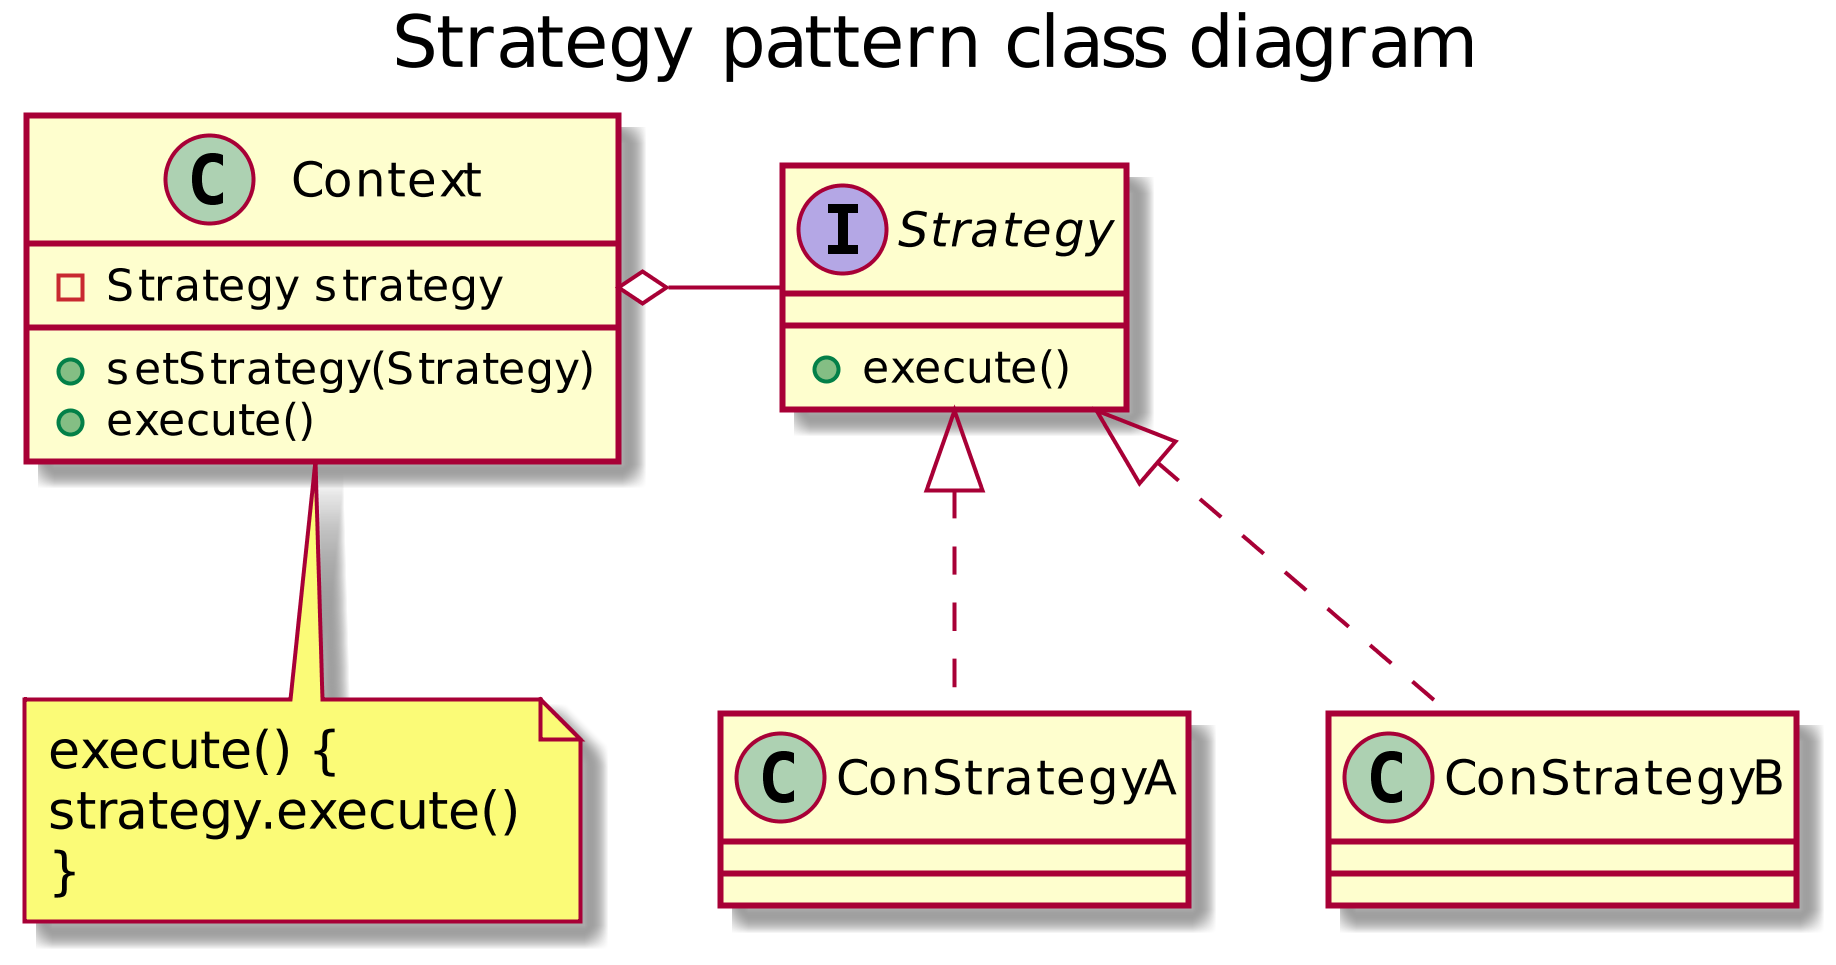 Strategy pattern class diagram
C Context
Strategy strategy
setStrategy(Strategy)
execute()
I Strategy
execute()
execute() {
strategy.execute()
}
C ConStrategyA
C ConStrategyB